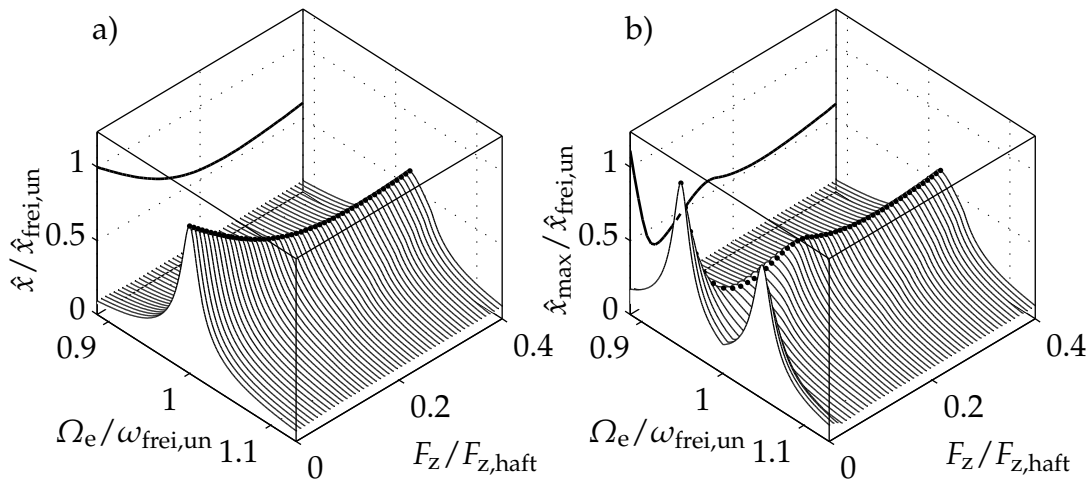 a)
x̂ / x̂frei,un
1
0.5
0
0.9
1
1.1
Ωe/ωfrei,un
0
0.2
0.4
Fz/Fz,haft
b)
x̂max/x̂frei,un
1
0.5
0
0.9
1
1.1
Ωe/ωfrei,un
0
0.2
0.4
Fz/Fz,haft